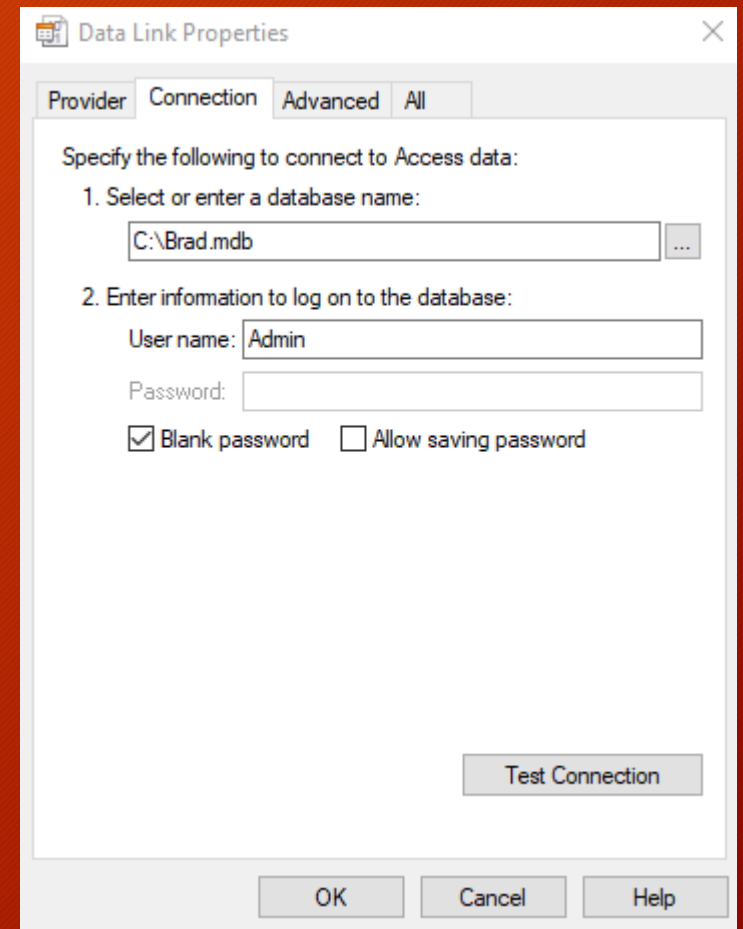 Data Link Properties
Provider Connection Advanced All
Specify the following to connect to Access data:
1. Select or enter a database name:
C:\Brad.mdb ...
2. Enter information to log on to the database:
User name: Admin
Password:
Blank password Allow saving password
Test Connection
OK Cancel Help